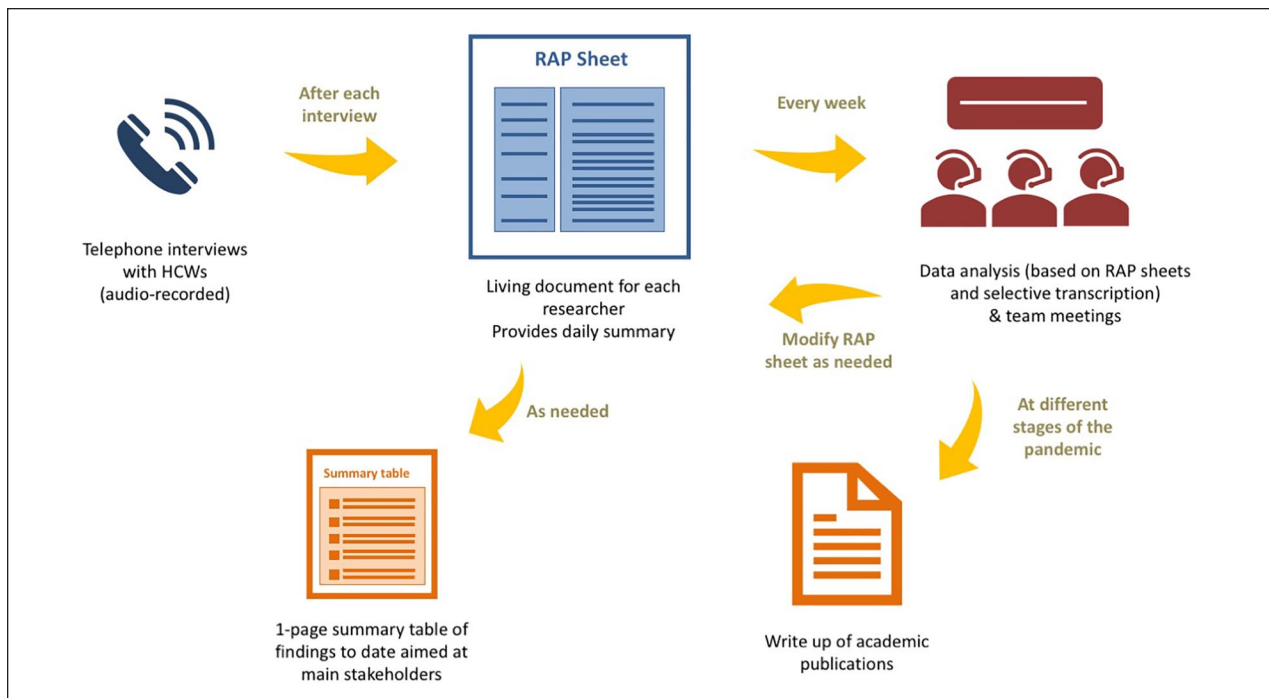 RAP Sheet
After each
interview
Every week
Telephone interviews
with HCWs
(audio-recorded)
Living document for each
researcher
Provides daily summary
Data analysis (based on RAP sheets
and selective transcription)
& team meetings
Modify RAP
sheet as needed
As needed
At different
stages of the
pandemic
Summary table
1-page summary table of
findings to date aimed at
main stakeholders
Write up of academic
publications